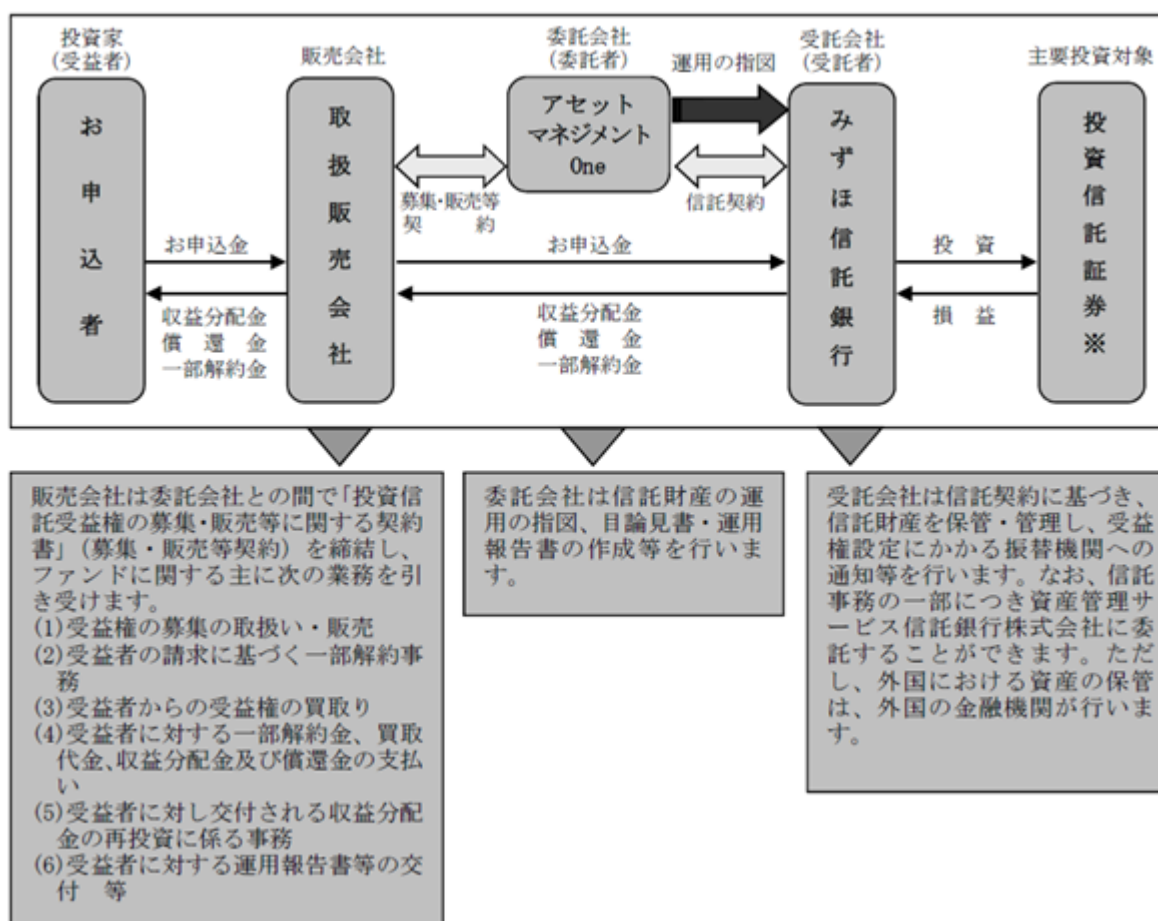 投資家
(受益者)
お申込者
販売会社
取扱販売会社
委託会社
(委託者)
アセット
マネジメント
One
運用の指図
受託会社
(受託者)
みずほ信託銀行
主要投資対象
投資信託証券※
募集・販売等
契　約
信託契約
お申込金
収益分配金
償　還　金
一部解約金
お申込金
収益分配金
償　還　金
一部解約金
投　資
損　益
販売会社は委託会社との間で「投資信
託受益権の募集・販売等に関する契約
書」（募集・販売等契約）を締結し、
ファンドに関する主に次の業務を引
き受けます。
(1)受益権の募集の取扱い・販売
(2)受益者の請求に基づく一部解約事
務
(3)受益者からの受益権の買取り
(4)受益者に対する一部解約金、買取
代金、収益分配金及び償還金の支払
い
(5)受益者に対し交付される収益分配
金の再投資に係る事務
(6)受益者に対する運用報告書等の交
付　等
委託会社は信託財産の運
用の指図、目論見書・運用
報告書の作成等を行いま
す。
受託会社は信託契約に基づき、
信託財産を保管・管理し、受益
権設定にかかる振替機関への
通知等を行います。なお、信託
事務の一部につき資産管理サ
ービス信託銀行株式会社に委
託することができます。ただ
し、外国における資産の保管
は、外国の金融機関が行いま
す。